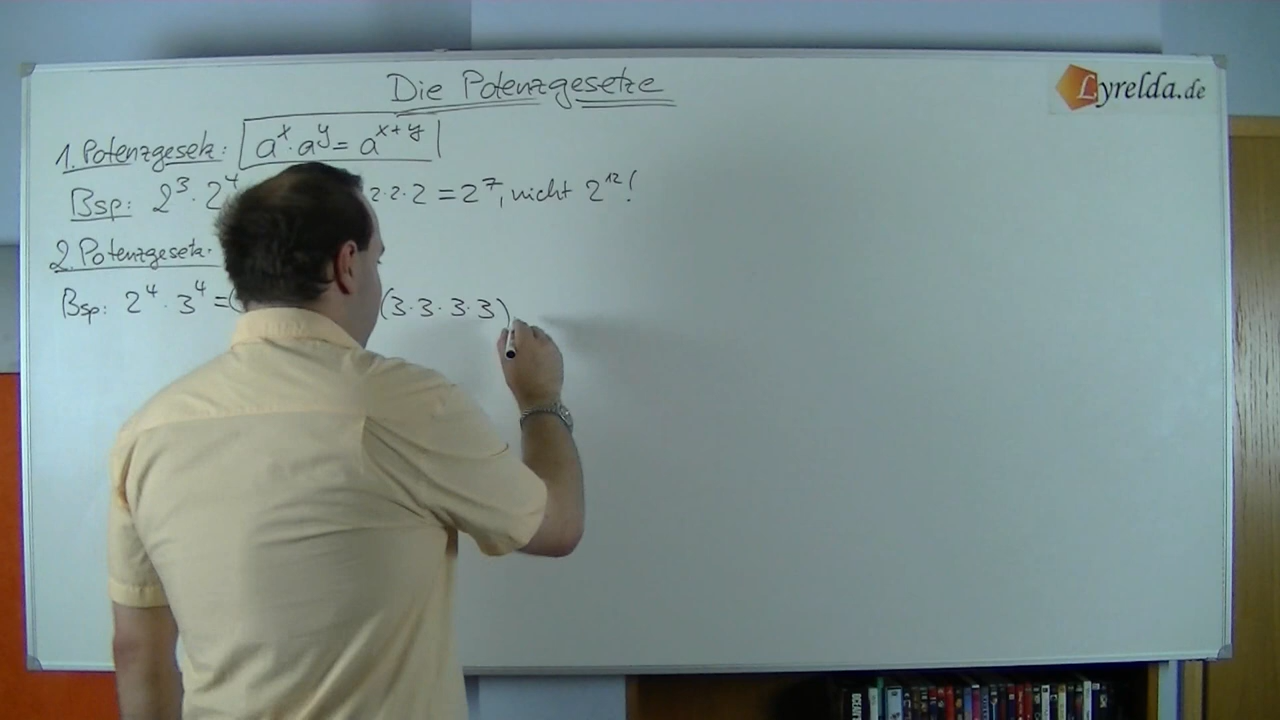 Die Potenzgesetze
Lyrelda.de
1. Potenzgesetz: a^x · a^y = a^{x+y}
Bsp: 2^3 · 2^4 2·2·2 = 2^7, nicht 2^{12}!
2. Potenzgesetz:
Bsp: 2^4 · 3^4 = ( (3·3·3·3)